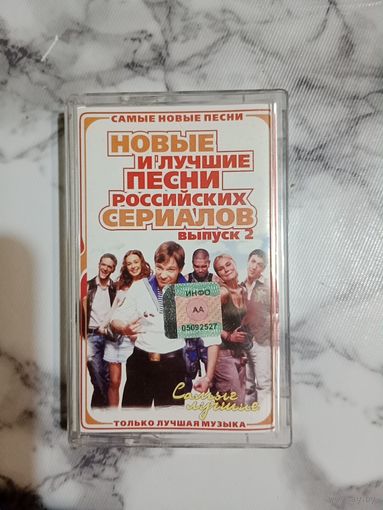 САМЫЕ НОВЫЕ ПЕСНИ
НОВЫЕ
И ЛУЧШИЕ
ПЕСНИ
РОССИЙСКИХ
СЕРИАЛОВ
ВЫПУСК 2
ИНФО
АА
05092527
Самые
лучшие
ТОЛЬКО ЛУЧШАЯ МУЗЫКА